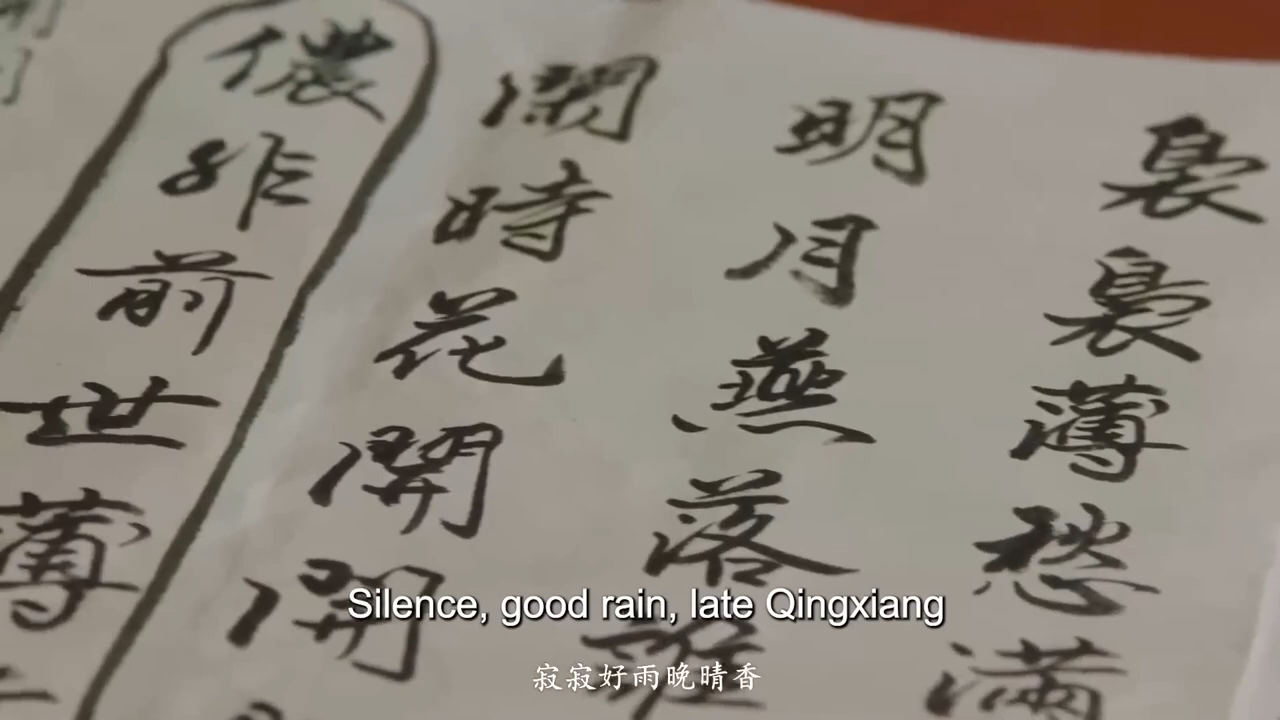 裊裊薄愁滿
明月燕落
時花開開
儂非前世薄
Silence, good rain, late Qingxiang
寂寂好雨晚晴香